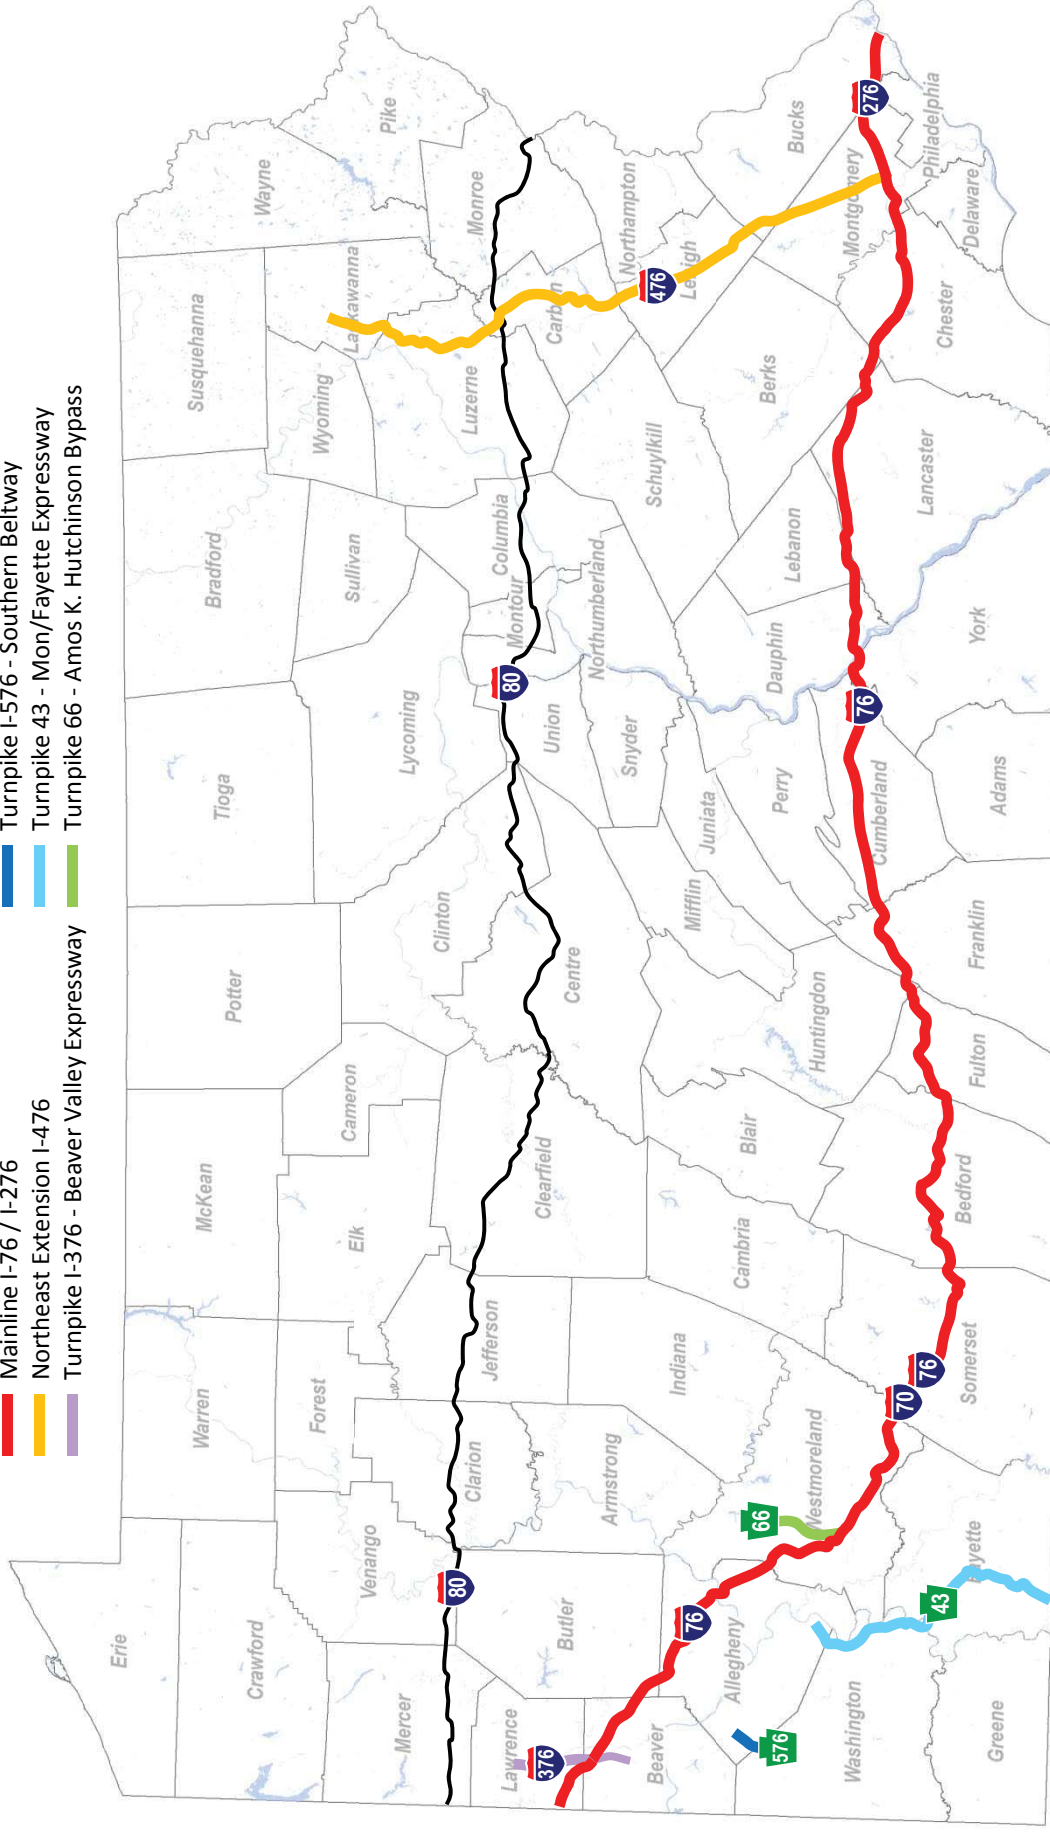 Mainline I-76 / I-276
Northeast Extension I-476
Turnpike I-376 - Beaver Valley Expressway
Turnpike I-576 - Southern Beltway
Turnpike 43 - Mon/Fayette Expressway
Turnpike 66 - Amos K. Hutchinson Bypass
Erie
Crawford
Warren
McKean
Potter
Tioga
Bradford
Susquehanna
Wayne
Wyoming
Lackawanna
Pike
Forest
Elk
Cameron
Sullivan
Venango
Clinton
Lycoming
Luzerne
Monroe
Mercer
80
Clarion
Jefferson
Clearfield
Centre
80
Montour
Columbia
Carbon
Lawrence
376
Butler
Armstrong
Union
Northumberland
Schuylkill
Northampton
476
Lehigh
Beaver
76
Indiana
Snyder
Mifflin
Juniata
Allegheny
576
66
Cambria
Blair
Huntingdon
Perry
Dauphin
Lebanon
Berks
Bucks
Montgomery
276
Westmoreland
Washington
43
70
76
Cumberland
76
Lancaster
Chester
Delaware
Philadelphia
Greene
Fayette
Somerset
Bedford
Fulton
Franklin
Adams
York